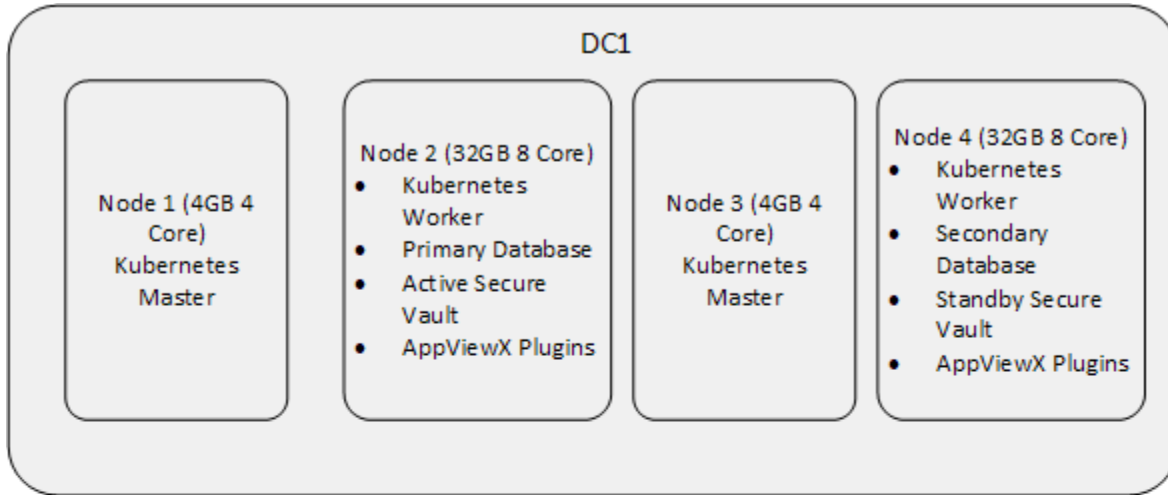 DC1
Node 1 (4GB 4
Core)
Kubernetes
Master
Node 2 (32GB 8 Core)
• Kubernetes
Worker
• Primary Database
• Active Secure
Vault
• AppViewX Plugins
Node 3 (4GB 4
Core)
Kubernetes
Master
Node 4 (32GB 8 Core)
• Kubernetes
Worker
• Secondary
Database
• Standby Secure
Vault
• AppViewX Plugins